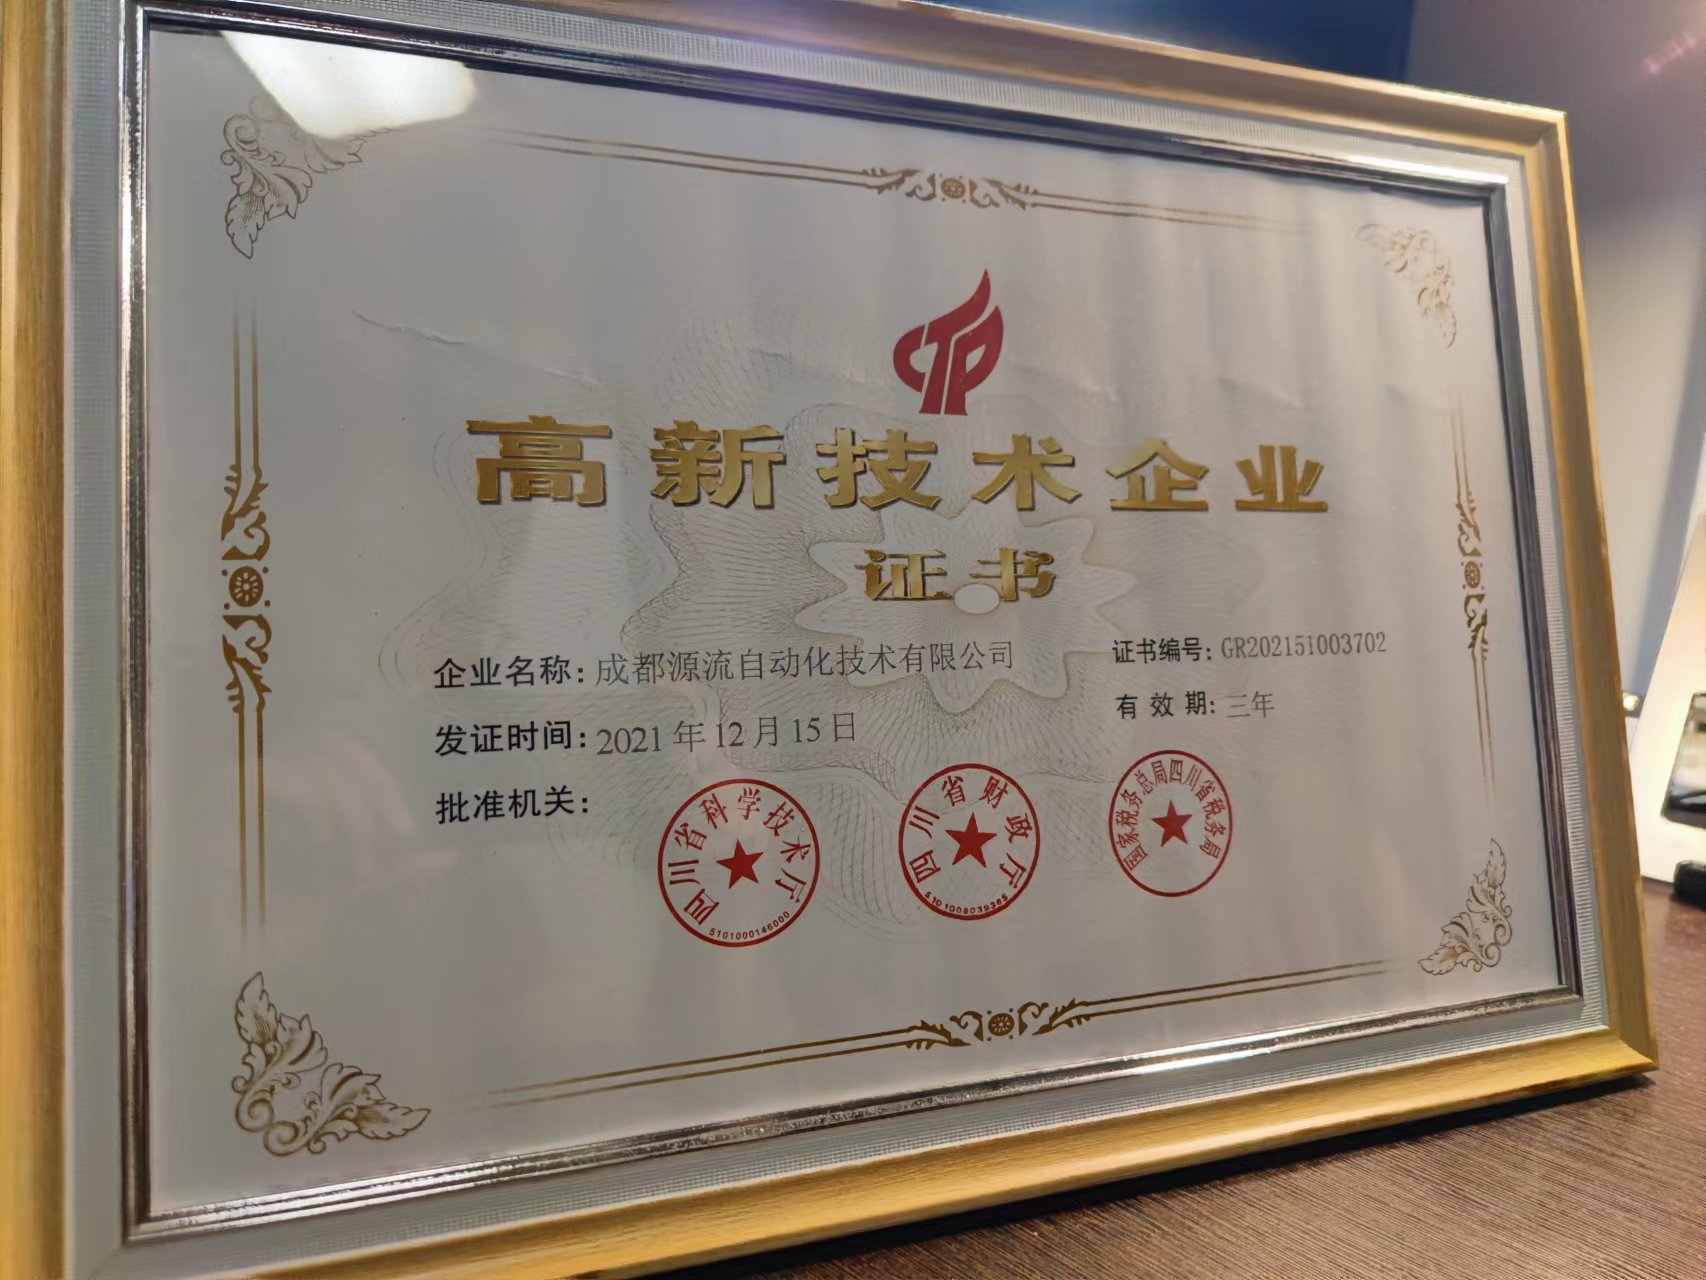 CTP
高新技术企业
证书
企业名称：成都源流自动化技术有限公司
证书编号：GR202151003702
发证时间：2021年12月15日
有效期：三年
批准机关：
四川省科学技术厅
5101000146000
四川省财政厅
5101008039365
国家税务总局四川省税务局